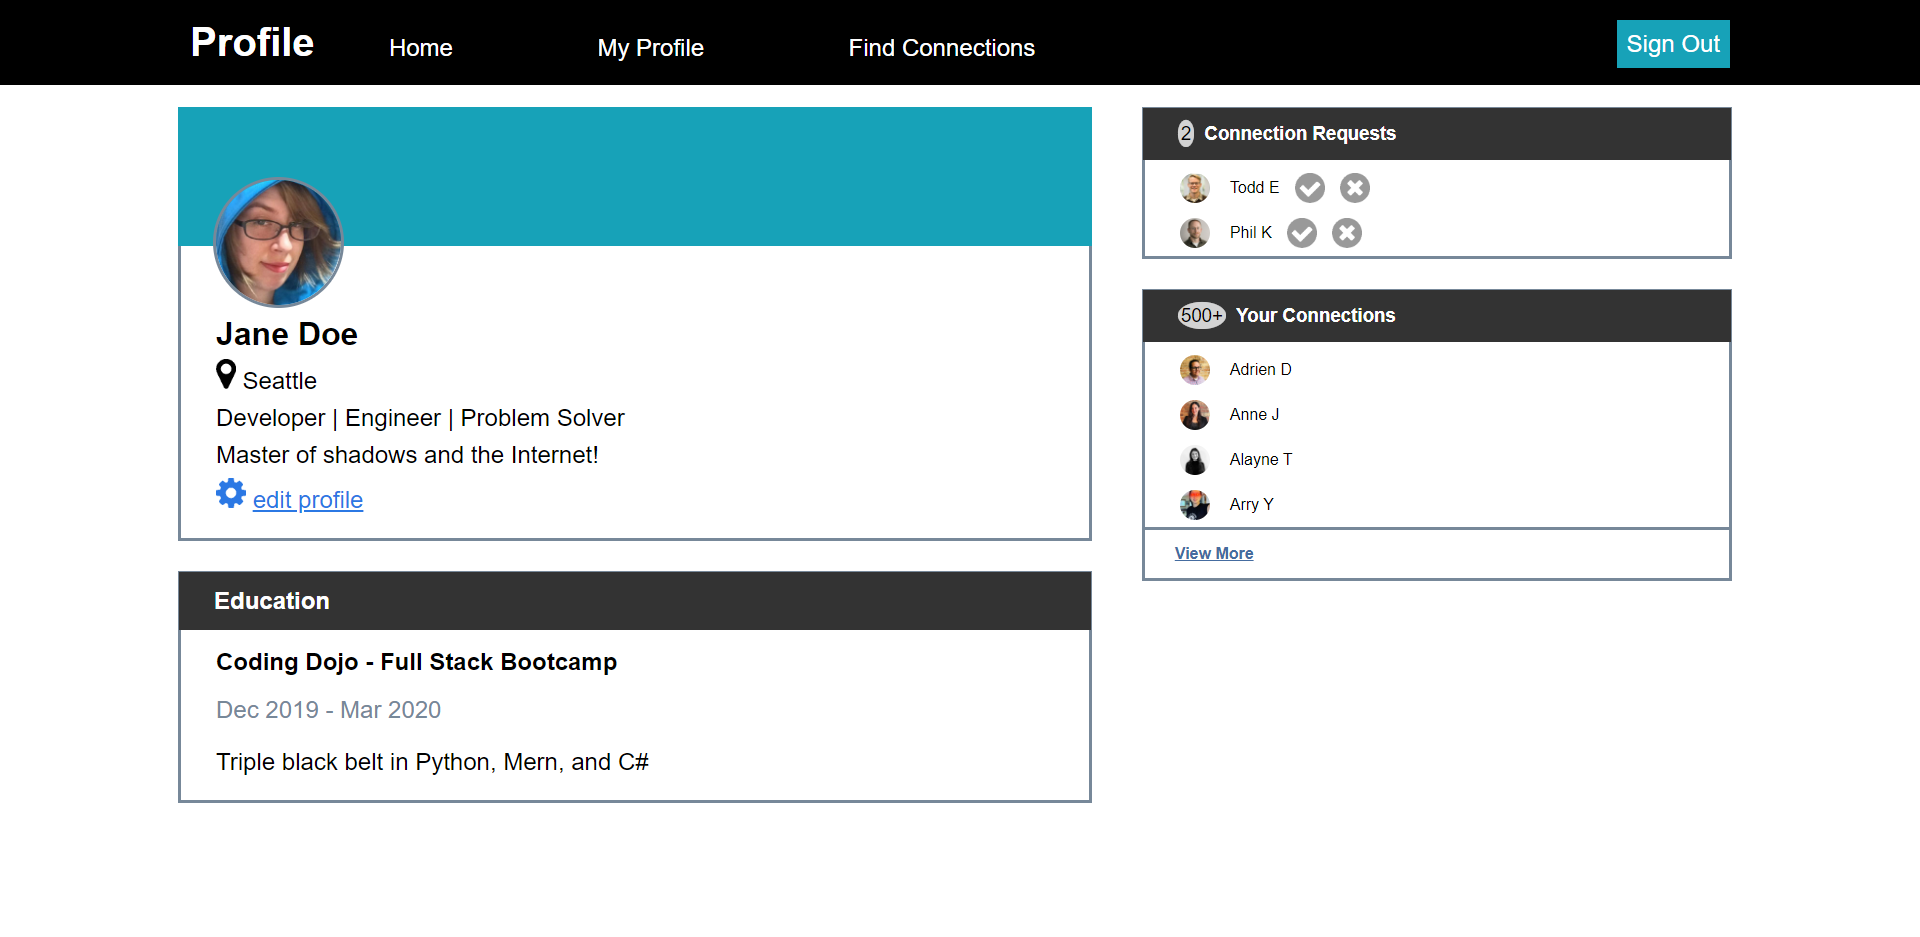 Profile
Home
My Profile
Find Connections
Sign Out
Jane Doe
Seattle
Developer | Engineer | Problem Solver
Master of shadows and the Internet!
edit profile
Education
Coding Dojo - Full Stack Bootcamp
Dec 2019 - Mar 2020
Triple black belt in Python, Mern, and C#
2 Connection Requests
Todd E
Phil K
500+ Your Connections
Adrien D
Anne J
Alayne T
Arry Y
View More